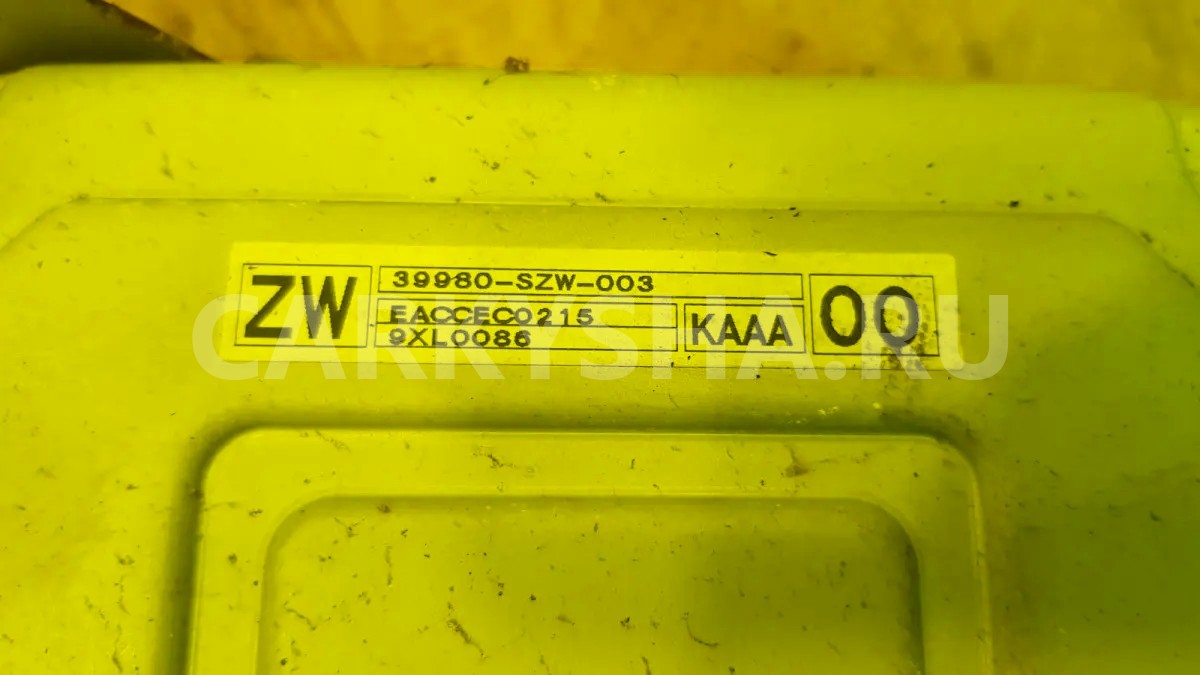 ZW
39980-SZW-003
EACCEC0215
9XL0086
KAAA
00
CARRYSHA.RU